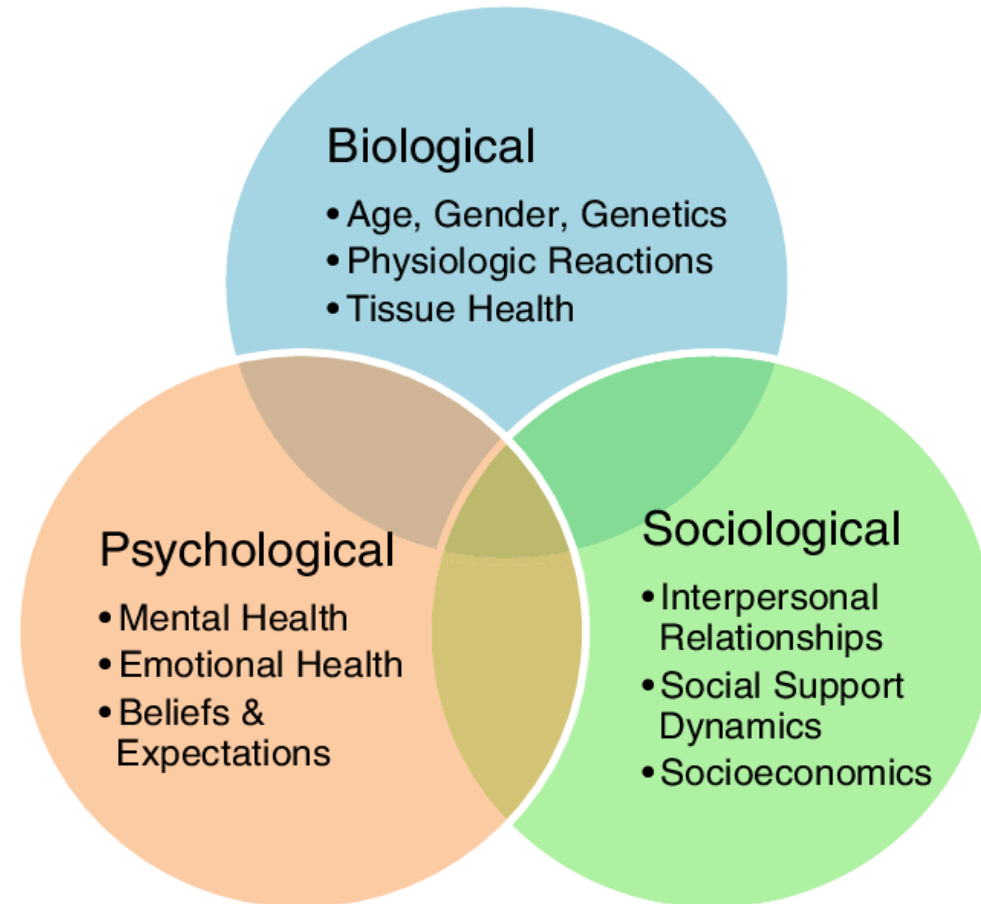 Biological
• Age, Gender, Genetics
• Physiologic Reactions
• Tissue Health
Psychological
• Mental Health
• Emotional Health
• Beliefs &
Expectations
Sociological
• Interpersonal
Relationships
• Social Support
Dynamics
• Socioeconomics